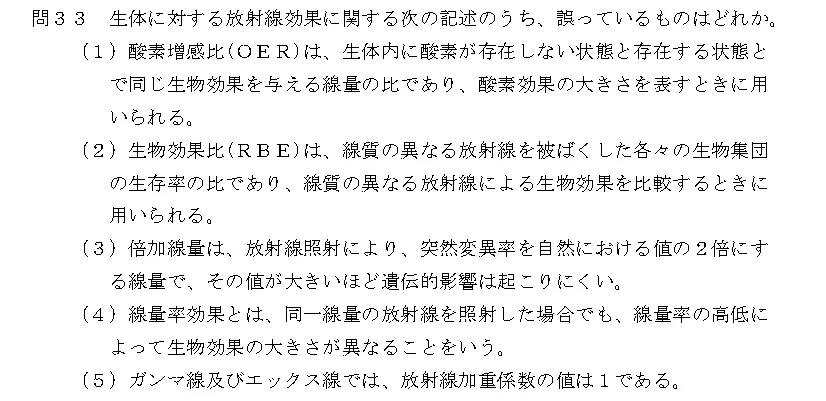 問３３　生体に対する放射線効果に関する次の記述のうち、誤っているものはどれか。
（１）酸素増感比(ＯＥＲ)は、生体内に酸素が存在しない状態と存在する状態と
で同じ生物効果を与える線量の比であり、酸素効果の大きさを表すときに用
いられる。
（２）生物効果比(ＲＢＥ)は、線質の異なる放射線を被ばくした各々の生物集団
の生存率の比であり、線質の異なる放射線による生物効果を比較するときに
用いられる。
（３）倍加線量は、放射線照射により、突然変異率を自然における値の２倍にす
る線量で、その値が大きいほど遺伝的影響は起こりにくい。
（４）線量率効果とは、同一線量の放射線を照射した場合でも、線量率の高低に
よって生物効果の大きさが異なることをいう。
（５）ガンマ線及びエックス線では、放射線加重係数の値は１である。